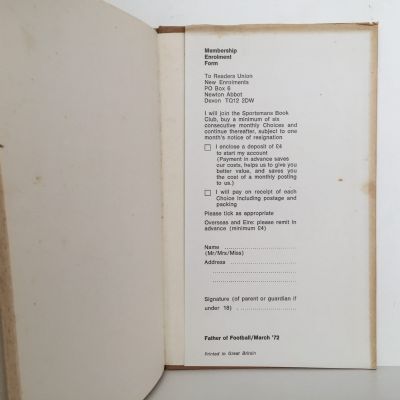 Membership
Enrolment
Form
To Readers Union
New Enrolments
PO Box 6
Newton Abbot
Devon TQ12 2DW
I will join the Sportsmans Book
Club, buy a minimum of six
consecutive monthly Choices and
continue thereafter, subject to one
month's notice of resignation
I enclose a deposit of £4
to start my account
(Payment in advance saves
our costs, helps us to give you
better value, and saves you
the cost of a monthly posting
to us.)
I will pay on receipt of each
Choice including postage and
packing
Please tick as appropriate
Overseas and Eire: please remit in
advance (minimum £4)
Name ..............................
(Mr/Mrs/Miss)
Address ...........................
Signature (of parent or guardian if
under 18) ...........................
Father of Football/March '72
Printed in Great Britain